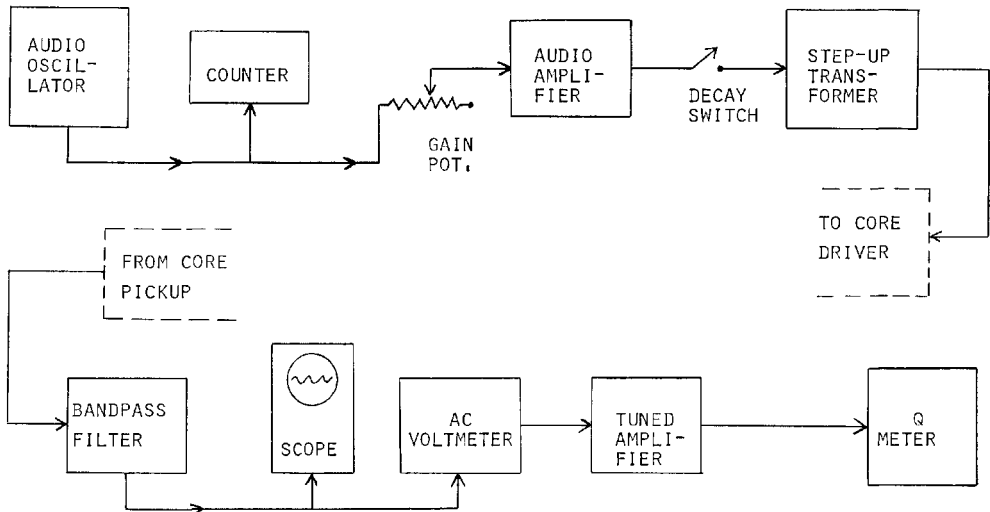 AUDIO
OSCIL-
LATOR
COUNTER
GAIN
POT.
AUDIO
AMPLI-
FIER
DECAY
SWITCH
STEP-UP
TRANS-
FORMER
TO CORE
DRIVER
FROM CORE
PICKUP
BANDPASS
FILTER
SCOPE
AC
VOLTMETER
TUNED
AMPLI-
FIER
Q
METER